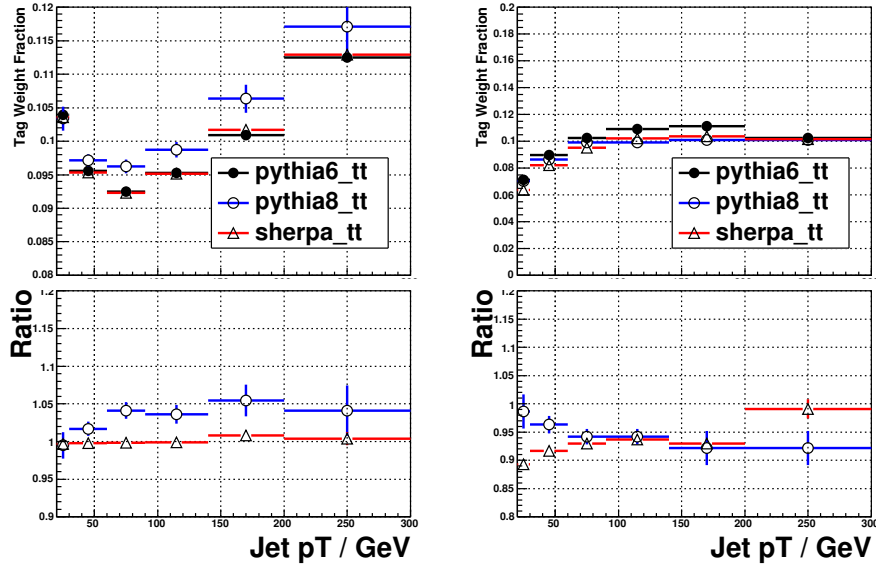 Tag Weight Fraction
0.12
0.115
0.11
0.105
0.1
0.095
0.09
0.085
0.08
pythia6_tt
pythia8_tt
sherpa_tt
Ratio
1.2
1.15
1.1
1.05
1
0.95
0.9
50 100 150 200 250 300
Jet pT / GeV
Tag Weight Fraction
0.2
0.18
0.16
0.14
0.12
0.1
0.08
0.06
0.04
0.02
0
pythia6_tt
pythia8_tt
sherpa_tt
Ratio
1.2
1.15
1.1
1.05
1
0.95
0.9
0.85
0.8
50 100 150 200 250 300
Jet pT / GeV